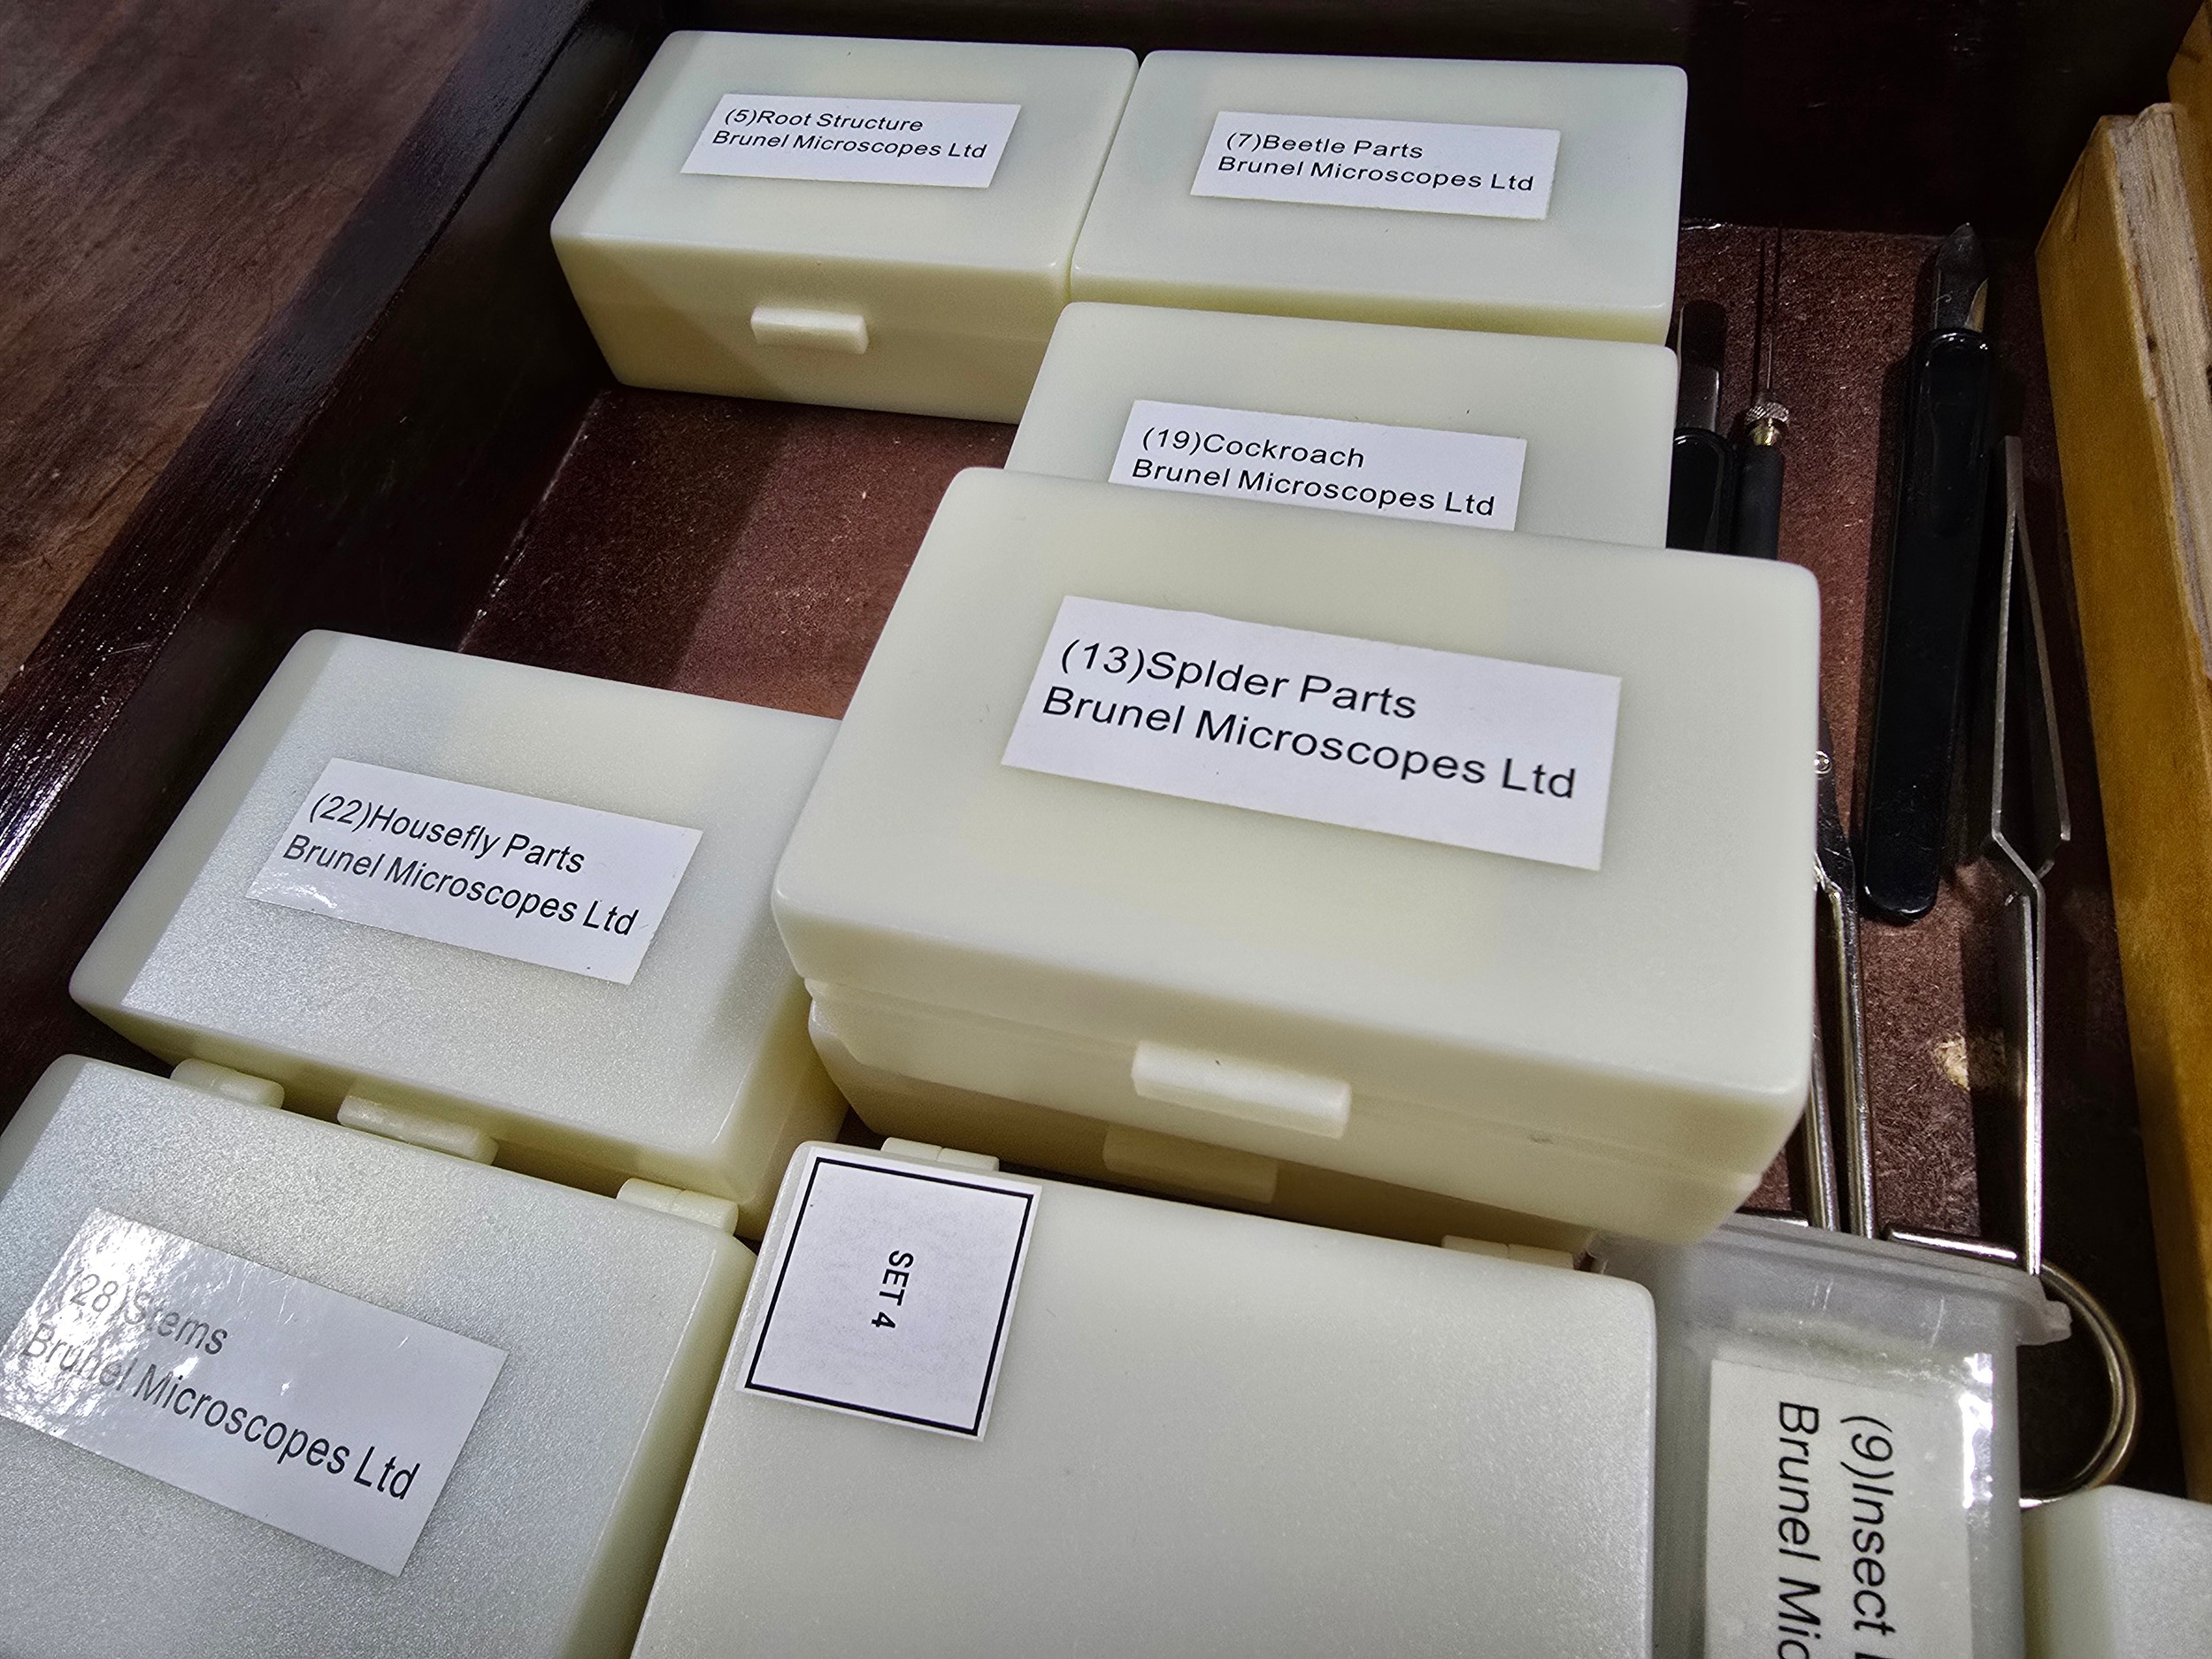 (5)Root Structure
Brunel Microscopes Ltd
(7)Beetle Parts
Brunel Microscopes Ltd
(19)Cockroach
Brunel Microscopes Ltd
(13)SpIder Parts
Brunel Microscopes Ltd
(22)Housefly Parts
Brunel Microscopes Ltd
(28)Stems
Brunel Microscopes Ltd
SET 4
(9)Insect
Brunel